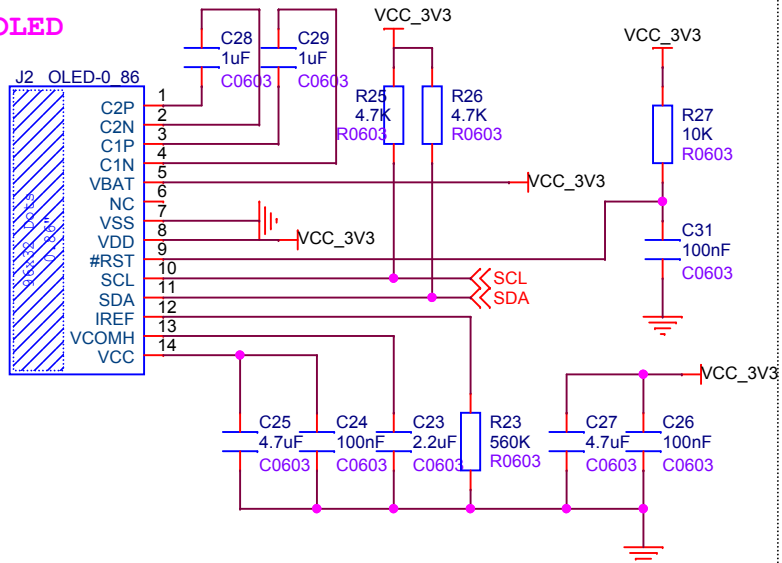 OLED
J2 OLED-0_86
96x32 Dots
0.86"
C2P 1
C2N 2
C1P 3
C1N 4
VBAT 5
NC 6
VSS 7
VDD 8
#RST 9
SCL 10
SDA 11
IREF 12
VCOMH 13
VCC 14
C28
1uF
C0603
C29
1uF
C0603
VCC_3V3
R25
4.7K
R0603
R26
4.7K
R0603
VCC_3V3
R27
10K
R0603
VCC_3V3
VCC_3V3
C31
100nF
C0603
SCL
SDA
VCC_3V3
C25
4.7uF
C0603
C24
100nF
C0603
C23
2.2uF
C0603
R23
560K
R0603
C27
4.7uF
C0603
C26
100nF
C0603